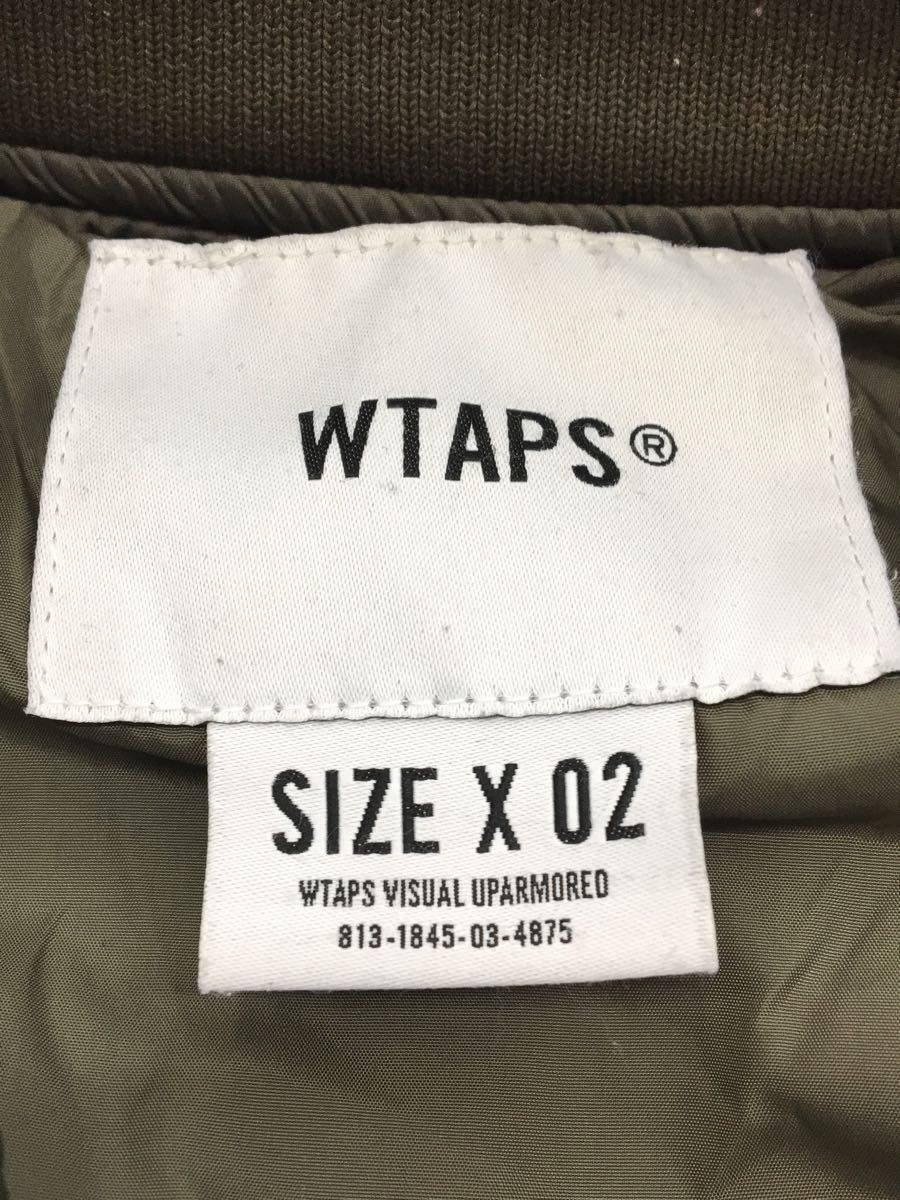 WTAPS®
SIZE X 02
WTAPS VISUAL UPARMORED
813-1845-03-4875